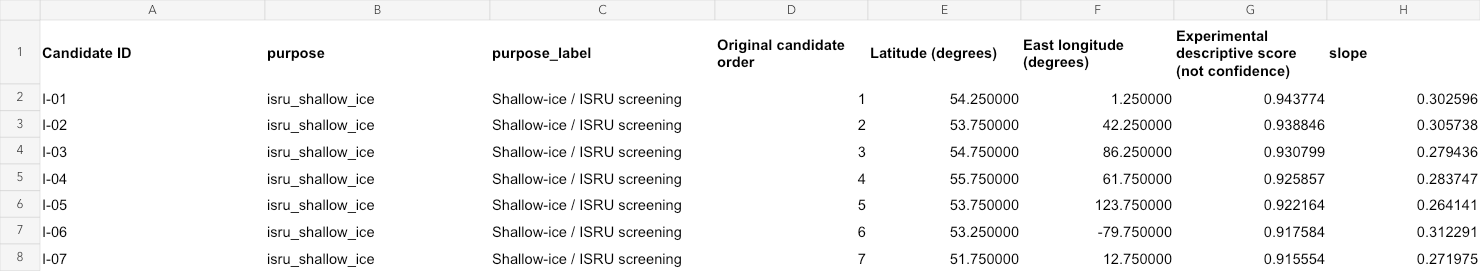 A B C D E F G H
1 Candidate ID purpose purpose_label Original candidate order Latitude (degrees) East longitude (degrees) Experimental descriptive score (not confidence) slope
2 I-01 isru_shallow_ice Shallow-ice / ISRU screening 1 54.250000 1.250000 0.943774 0.302596
3 I-02 isru_shallow_ice Shallow-ice / ISRU screening 2 53.750000 42.250000 0.938846 0.305738
4 I-03 isru_shallow_ice Shallow-ice / ISRU screening 3 54.750000 86.250000 0.930799 0.279436
5 I-04 isru_shallow_ice Shallow-ice / ISRU screening 4 55.750000 61.750000 0.925857 0.283747
6 I-05 isru_shallow_ice Shallow-ice / ISRU screening 5 53.750000 123.750000 0.922164 0.264141
7 I-06 isru_shallow_ice Shallow-ice / ISRU screening 6 53.250000 -79.750000 0.917584 0.312291
8 I-07 isru_shallow_ice Shallow-ice / ISRU screening 7 51.750000 12.750000 0.915554 0.271975